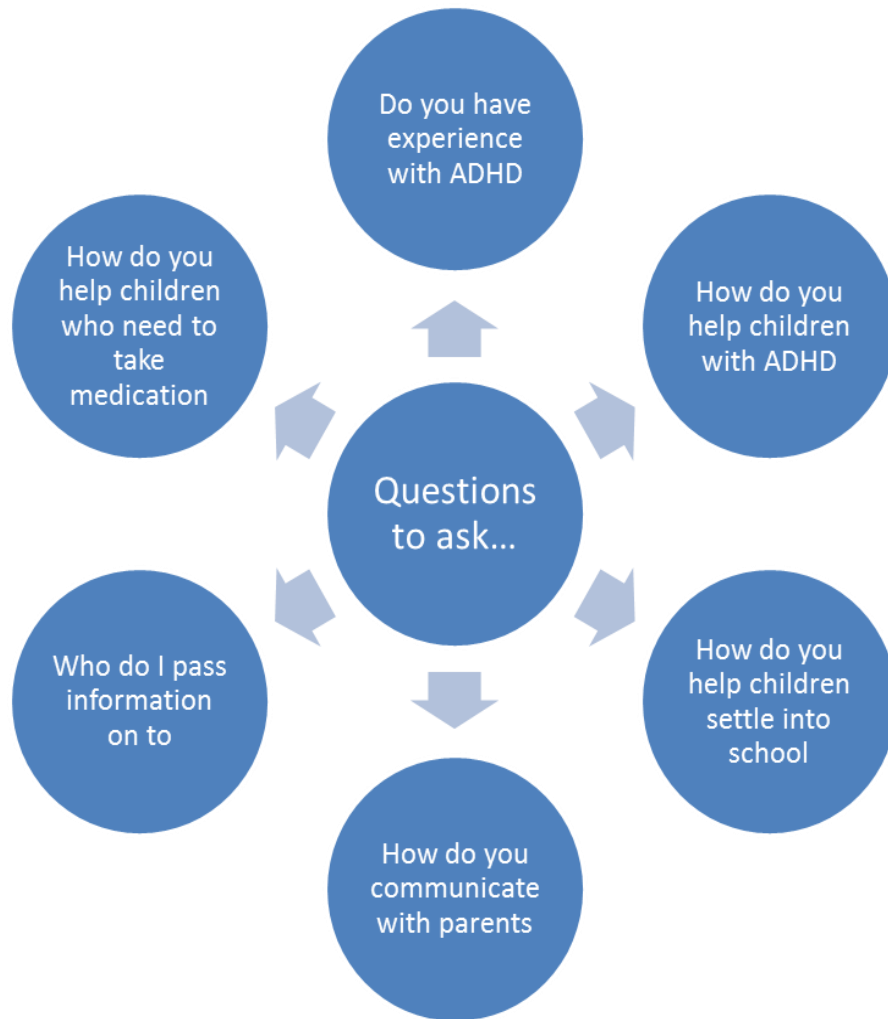 Do you have
experience
with ADHD
How do you
help children
with ADHD
How do you
help children
settle into
school
How do you
communicate
with parents
Who do I pass
information
on to
How do you
help children
who need to
take
medication
Questions
to ask...